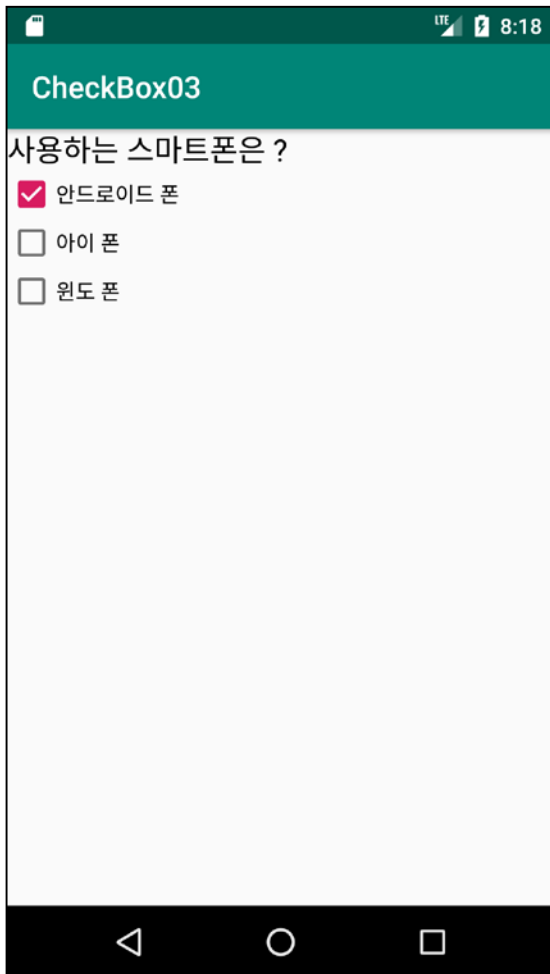 LTE 8:18
CheckBox03
사용하는 스마트폰은 ?
안드로이드 폰
아이 폰
윈도 폰